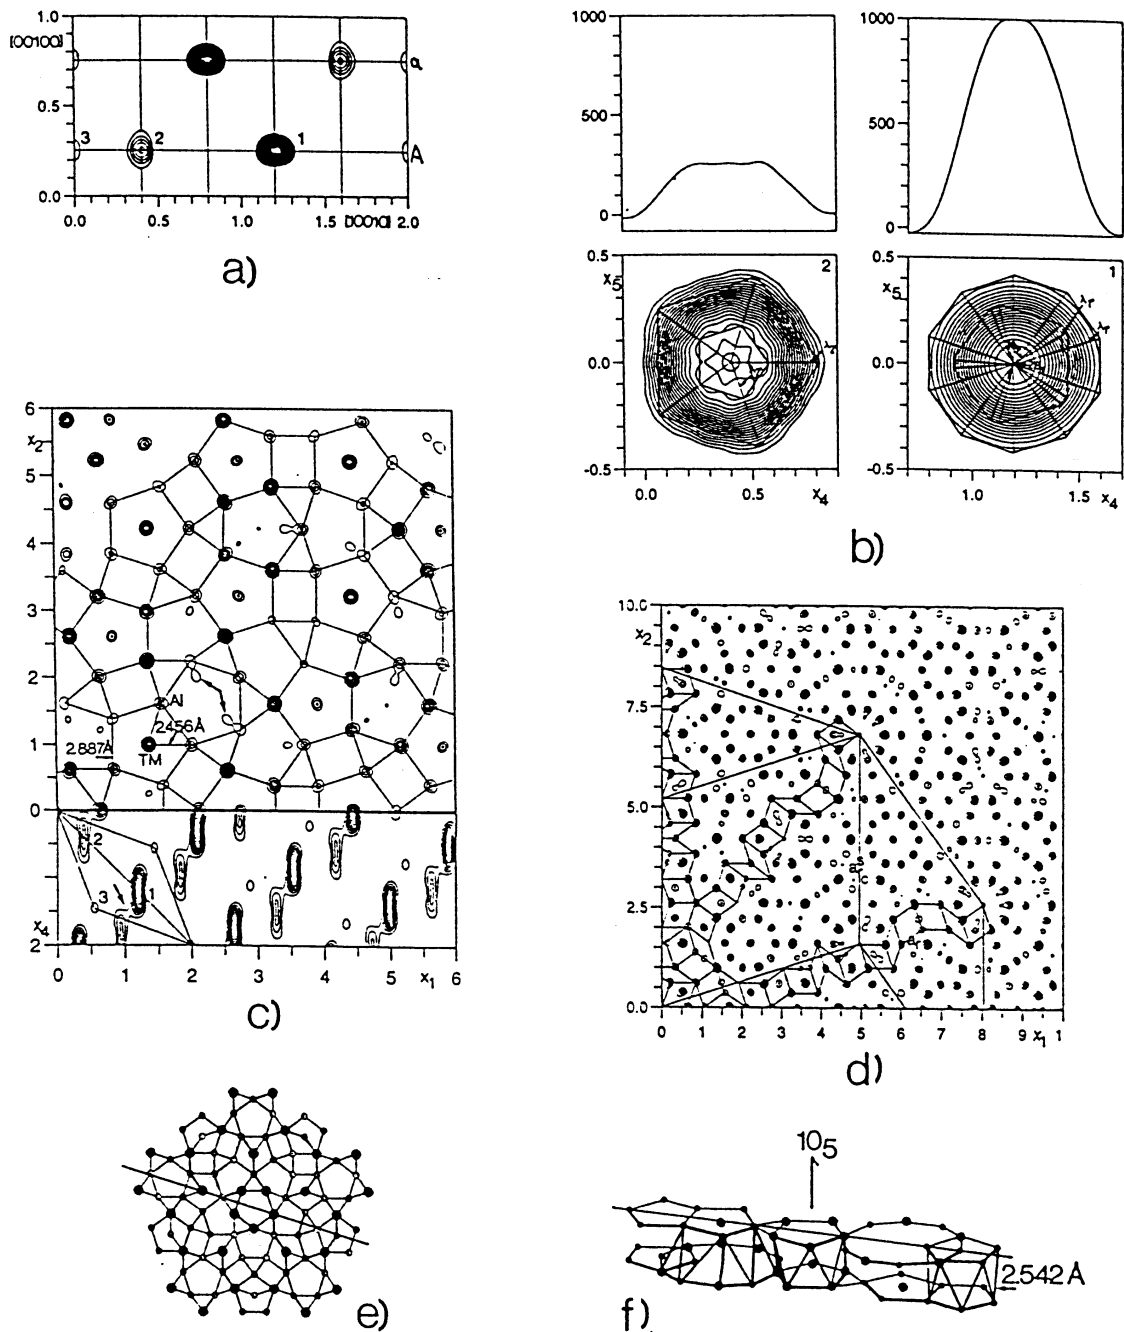 1.0
[00100]
0.5
0.0
a
3 2 1 A
0.0 0.5 1.0 1.5 [00010] 2.0
a)
1000
500
0
1000
500
0
0.5
x5
0.0
-0.5
2
0.0 0.5 x4
0.5
x5
0.0
-0.5
1
1.0 1.5 x4
b)
6
x2
5
4
3
2
1
0
Al
2.456Å
2.887Å
TM
2
3 1
x4
2
0 1 2 3 4 5 x1 6
c)
10.0
x2
7.5
5.0
2.5
0.0
0 1 2 3 4 5 6 7 8 9 x1 1
d)
e)
10₅
2.542 Å
f)